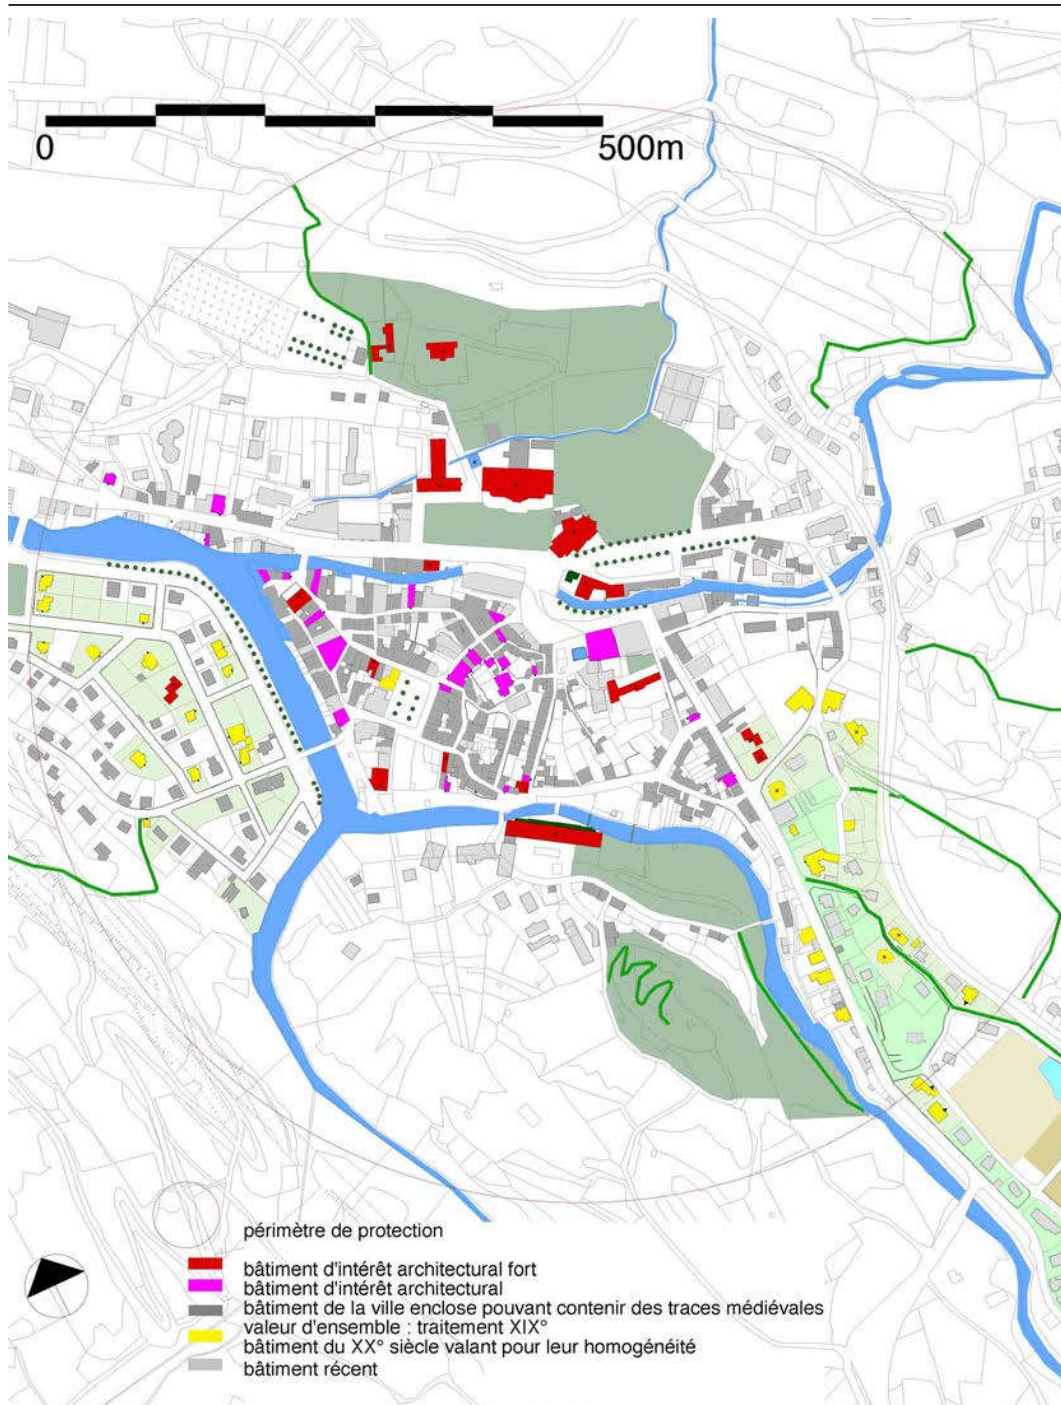 0
500m
périmètre de protection
bâtiment d'intérêt architectural fort
bâtiment d'intérêt architectural
bâtiment de la ville enclose pouvant contenir des traces médiévales
valeur d'ensemble : traitement XIX°
bâtiment du XX° siècle valant pour leur homogénéité
bâtiment récent